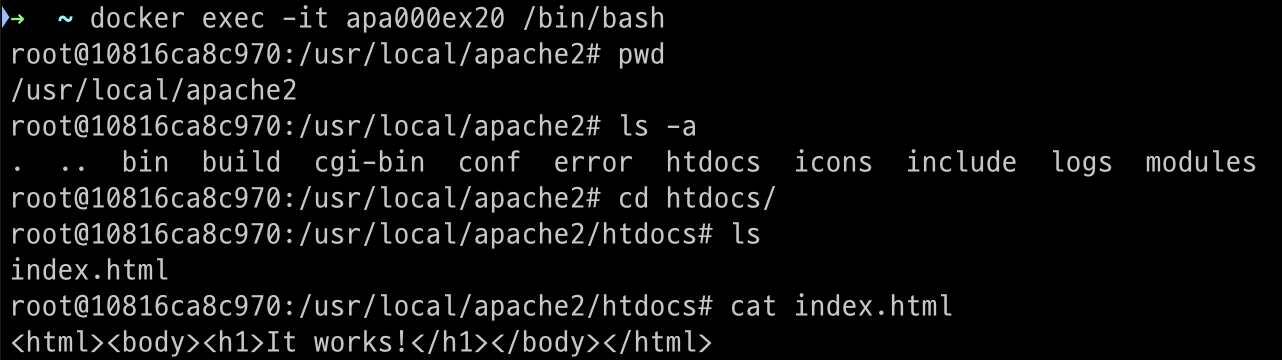 → ~ docker exec -it apa000ex20 /bin/bash
root@10816ca8c970:/usr/local/apache2# pwd
/usr/local/apache2
root@10816ca8c970:/usr/local/apache2# ls -a
. .. bin build cgi-bin conf error htdocs icons include logs modules
root@10816ca8c970:/usr/local/apache2# cd htdocs/
root@10816ca8c970:/usr/local/apache2/htdocs# ls
index.html
root@10816ca8c970:/usr/local/apache2/htdocs# cat index.html
<html><body><h1>It works!</h1></body></html>